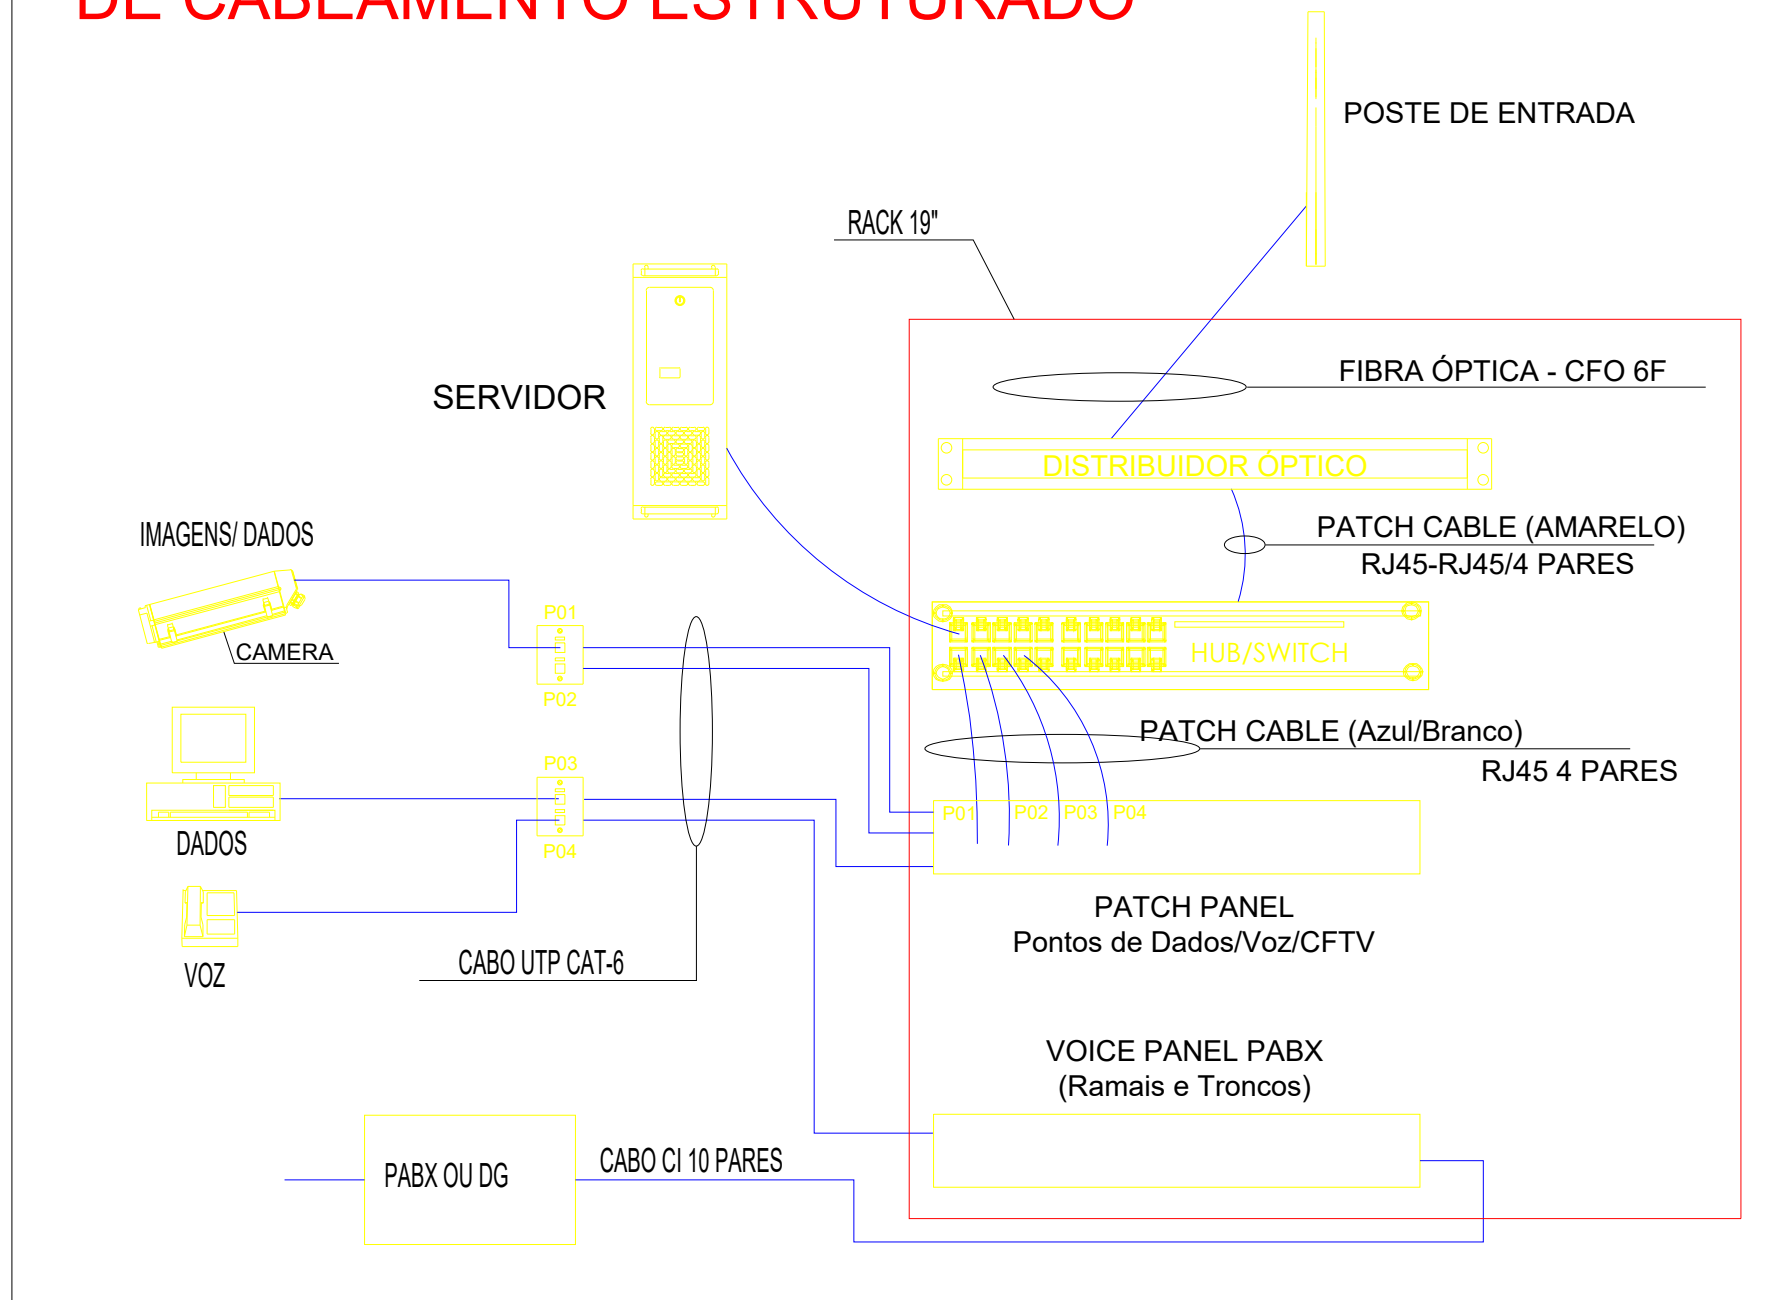 DE CABEAMENTO ESTRUTURADO
POSTE DE ENTRADA
RACK 19"
FIBRA ÓPTICA - CFO 6F
SERVIDOR
DISTRIBUIDOR ÓPTICO
PATCH CABLE (AMARELO)
RJ45-RJ45/4 PARES
IMAGENS/ DADOS
CAMERA
P01
P02
HUB/SWITCH
PATCH CABLE (Azul/Branco)
RJ45 4 PARES
P03
P04
DADOS
P01 P02 P03 P04
PATCH PANEL
Pontos de Dados/Voz/CFTV
VOZ
CABO UTP CAT-6
VOICE PANEL PABX
(Ramais e Troncos)
PABX OU DG
CABO CI 10 PARES